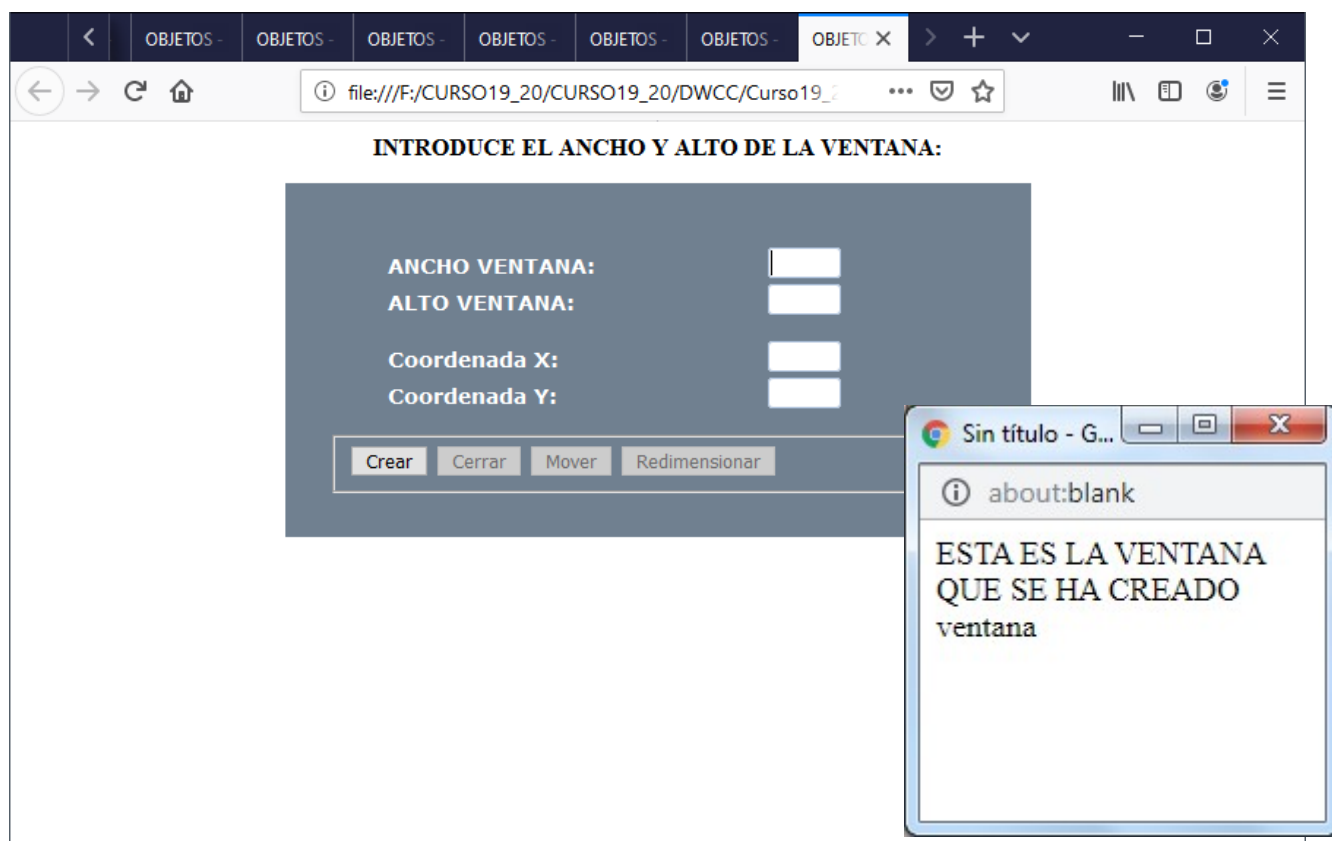 OBJETOS -
OBJETOS -
OBJETOS -
OBJETOS -
OBJETOS -
OBJETOS -
OBJETO
file:///F:/CURSO19_20/CURSO19_20/DWCC/Curso19_2
INTRODUCE EL ANCHO Y ALTO DE LA VENTANA:
ANCHO VENTANA:
ALTO VENTANA:
Coordenada X:
Coordenada Y:
Crear Cerrar Mover Redimensionar
Sin título - G...
about:blank
ESTA ES LA VENTANA
QUE SE HA CREADO
ventana